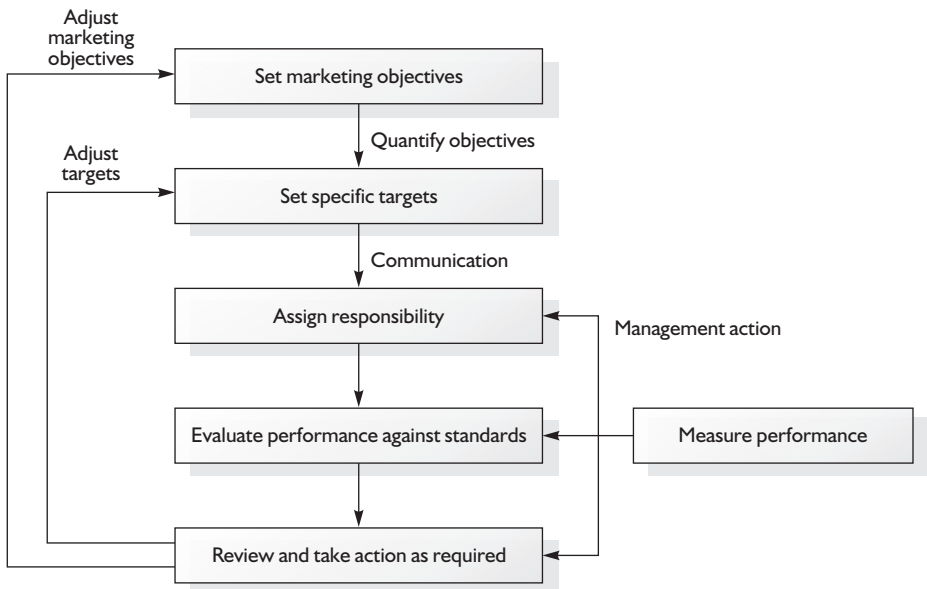 Adjust
marketing
objectives
Set marketing objectives
Quantify objectives
Adjust
targets
Set specific targets
Communication
Assign responsibility
Management action
Evaluate performance against standards
Measure performance
Review and take action as required